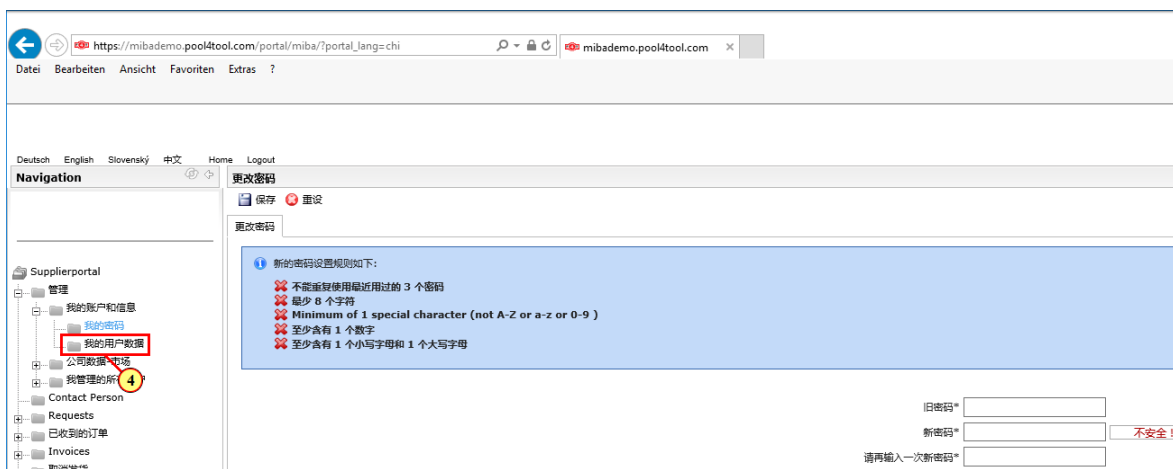 https://mibademo.pool4tool.com/portal/miba/?portal_lang=chi
mibademo.pool4tool.com
Datei Bearbeiten Ansicht Favoriten Extras ?
Deutsch English Slovenský 中文 Home Logout
Navigation
更改密码
保存 重设
更改密码
新的密码设置规则如下:
不能重复使用最近用过的 3 个密码
最少 8 个字符
Minimum of 1 special character (not A-Z or a-z or 0-9 )
至少含有 1 个数字
至少含有 1 个小写字母和 1 个大写字母
Supplierportal
管理
我的账户和信息
我的密码
我的用户数据
公司数据-市场
我管理的所
4
Contact Person
Requests
已收到的订单
Invoices
取消发货
旧密码*
新密码*
不安全!
请再输入一次新密码*